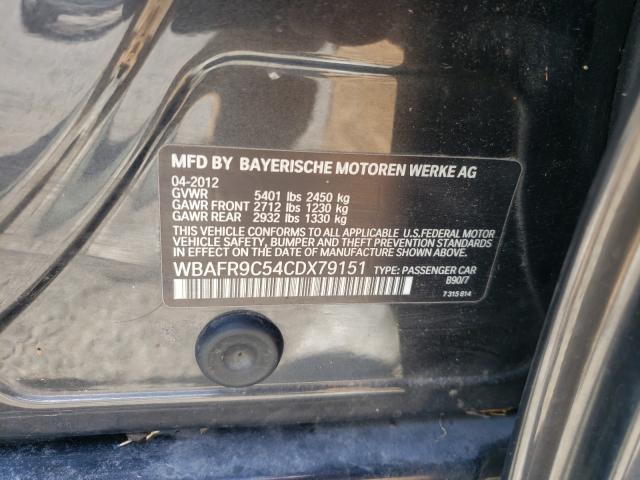 MFD BY BAYERISCHE MOTOREN WERKE AG
04-2012
GVWR 5401 lbs 2450 kg
GAWR FRONT 2712 lbs 1230 kg
GAWR REAR 2932 lbs 1330 kg
THIS VEHICLE CONFORMS TO ALL APPLICABLE U.S.FEDERAL MOTOR
VEHICLE SAFETY, BUMPER AND THEFT PREVENTION STANDARDS
IN EFFECT ON THE DATE OF MANUFACTURE SHOWN ABOVE.
WBAFR9C54CDX79151 TYPE: PASSENGER CAR
B90/7
7 315 814